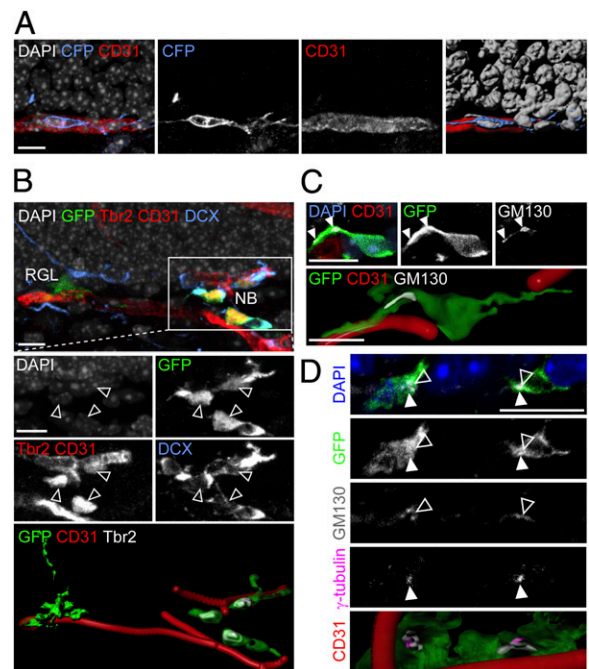 A
DAPI CFP CD31
CFP
CD31
B
DAPI GFP Tbr2 CD31 DCX
RGL
NB
DAPI
GFP
Tbr2 CD31
DCX
GFP CD31 Tbr2
C
DAPI CD31
GFP
GM130
GFP CD31 GM130
D
DAPI
GFP
GM130
γ-tubulin
CD31